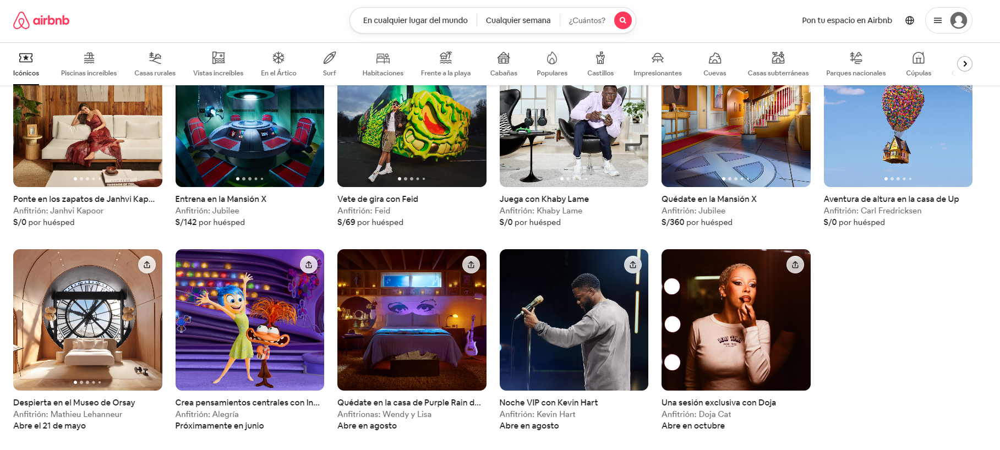 airbnb
En cualquier lugar del mundo
Cualquier semana
¿Cuántos?
Pon tu espacio en Airbnb
Icónicos
Piscinas increíbles
Casas rurales
Vistas increíbles
En el Ártico
Surf
Habitaciones
Frente a la playa
Cabañas
Populares
Castillos
Impresionantes
Cuevas
Casas subterráneas
Parques nacionales
Cúpulas
Ponte en los zapatos de Janhvi Kap...
Anfitrión: Janhvi Kapoor
S/0 por huésped
Entrena en la Mansión X
Anfitrión: Jubilee
S/142 por huésped
Vete de gira con Feid
Anfitrión: Feid
S/69 por huésped
Juega con Khaby Lame
Anfitrión: Khaby Lame
S/0 por huésped
Quédate en la Mansión X
Anfitrión: Jubilee
S/360 por huésped
Aventura de altura en la casa de Up
Anfitrión: Carl Fredricksen
S/0 por huésped
Despierta en el Museo de Orsay
Anfitrión: Mathieu Lehanneur
Abre el 21 de mayo
Crea pensamientos centrales con In...
Anfitrión: Alegría
Próximamente en junio
Quédate en la casa de Purple Rain d...
Anfitrionas: Wendy y Lisa
Abre en agosto
Noche VIP con Kevin Hart
Anfitrión: Kevin Hart
Abre en agosto
Una sesión exclusiva con Doja
Anfitrión: Doja Cat
Abre en octubre